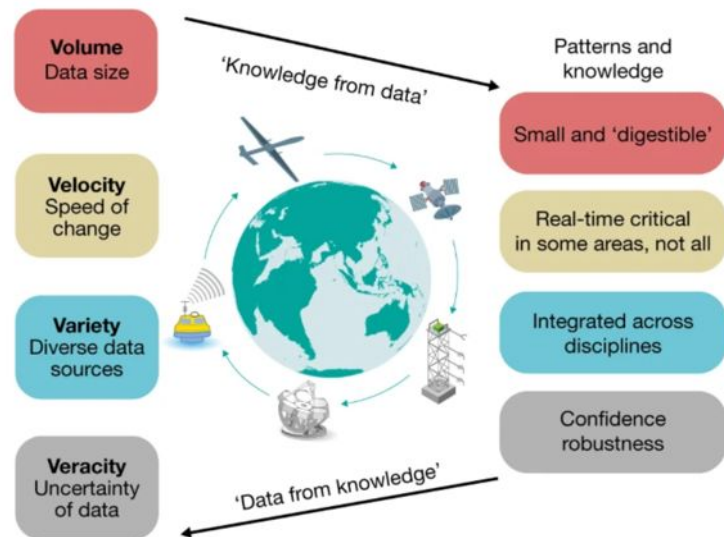 Volume
Data size
'Knowledge from data'
Patterns and
knowledge
Small and 'digestible'
Velocity
Speed of
change
Real-time critical
in some areas, not all
Variety
Diverse data
sources
Integrated across
disciplines
Veracity
Uncertainty
of data
Confidence
robustness
'Data from knowledge'